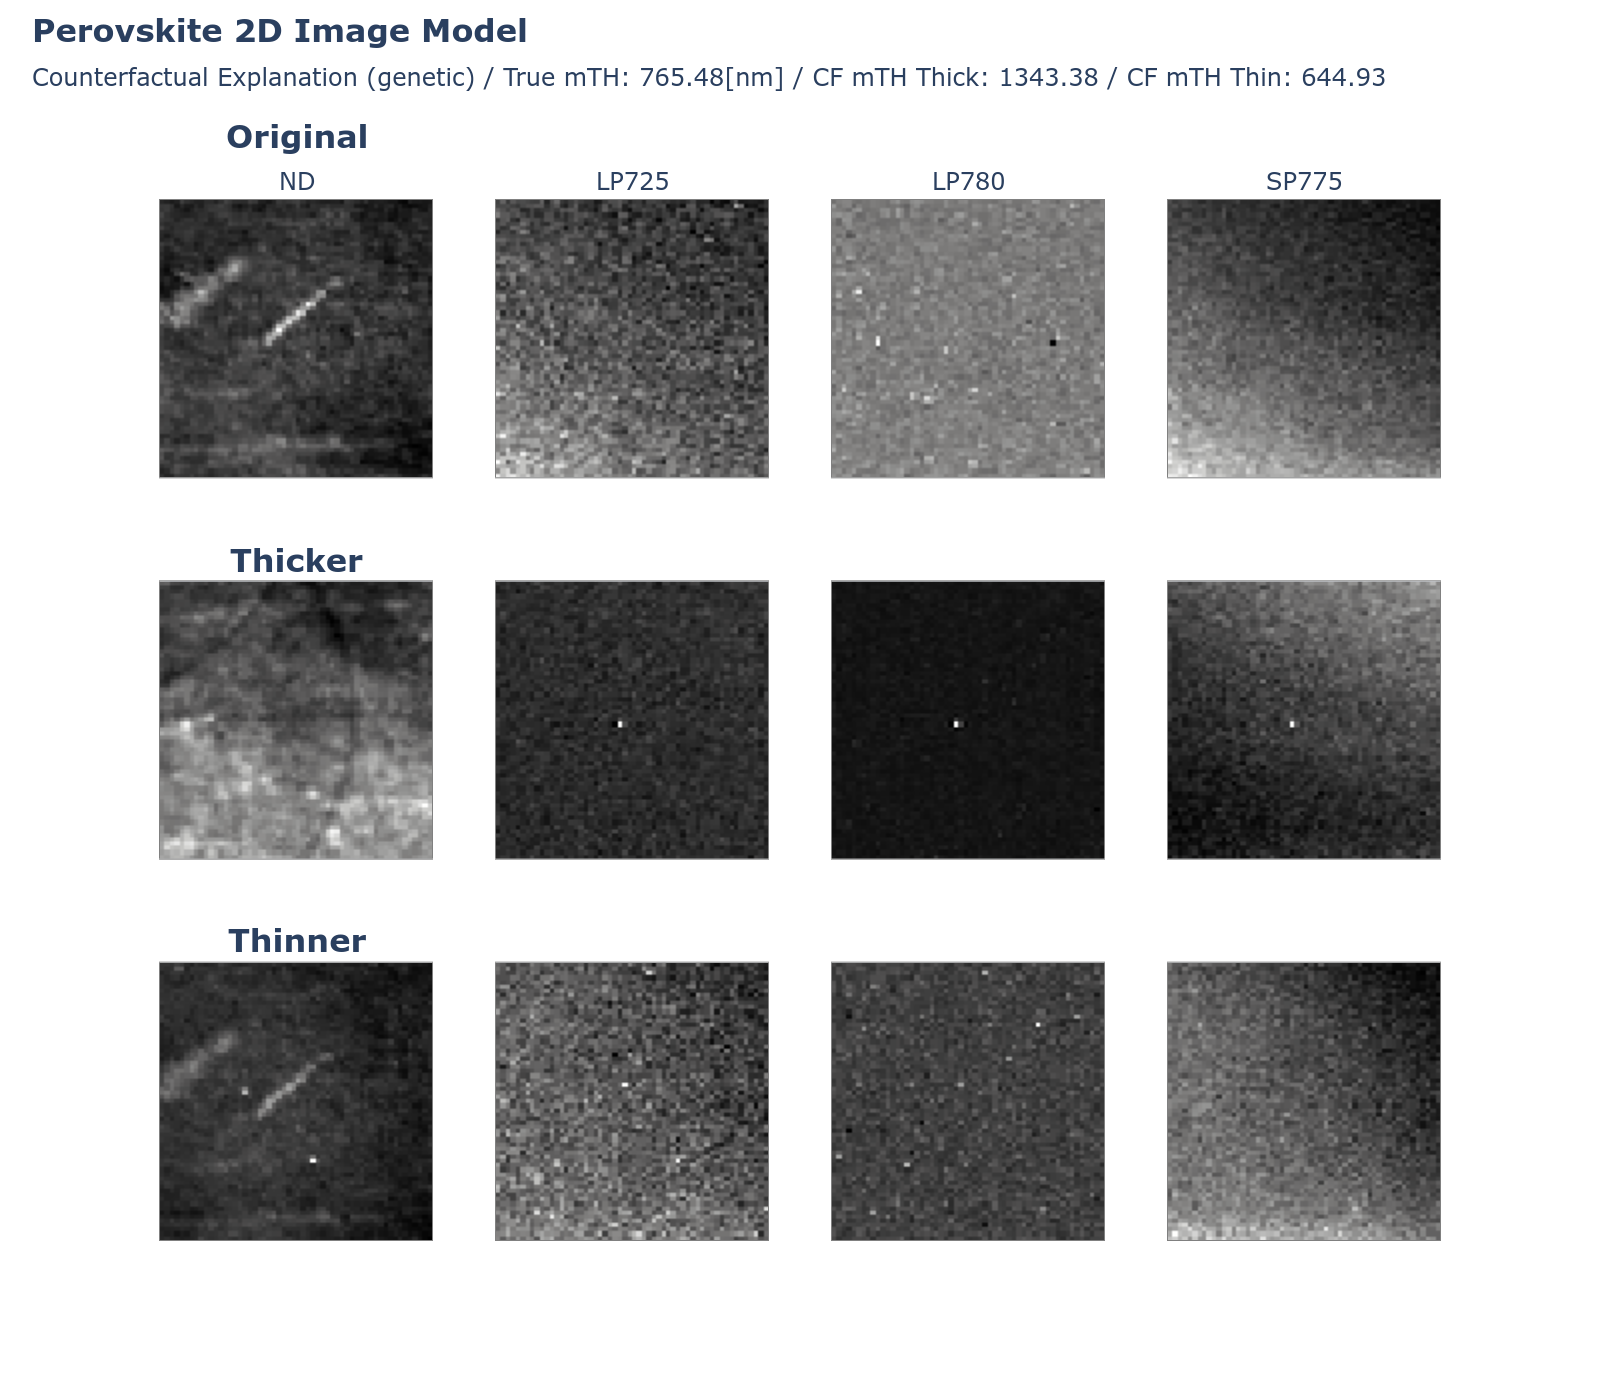 Perovskite 2D Image Model
Counterfactual Explanation (genetic) / True mTH: 765.48[nm] / CF mTH Thick: 1343.38 / CF mTH Thin: 644.93
Original
ND LP725 LP780 SP775
Thicker
Thinner